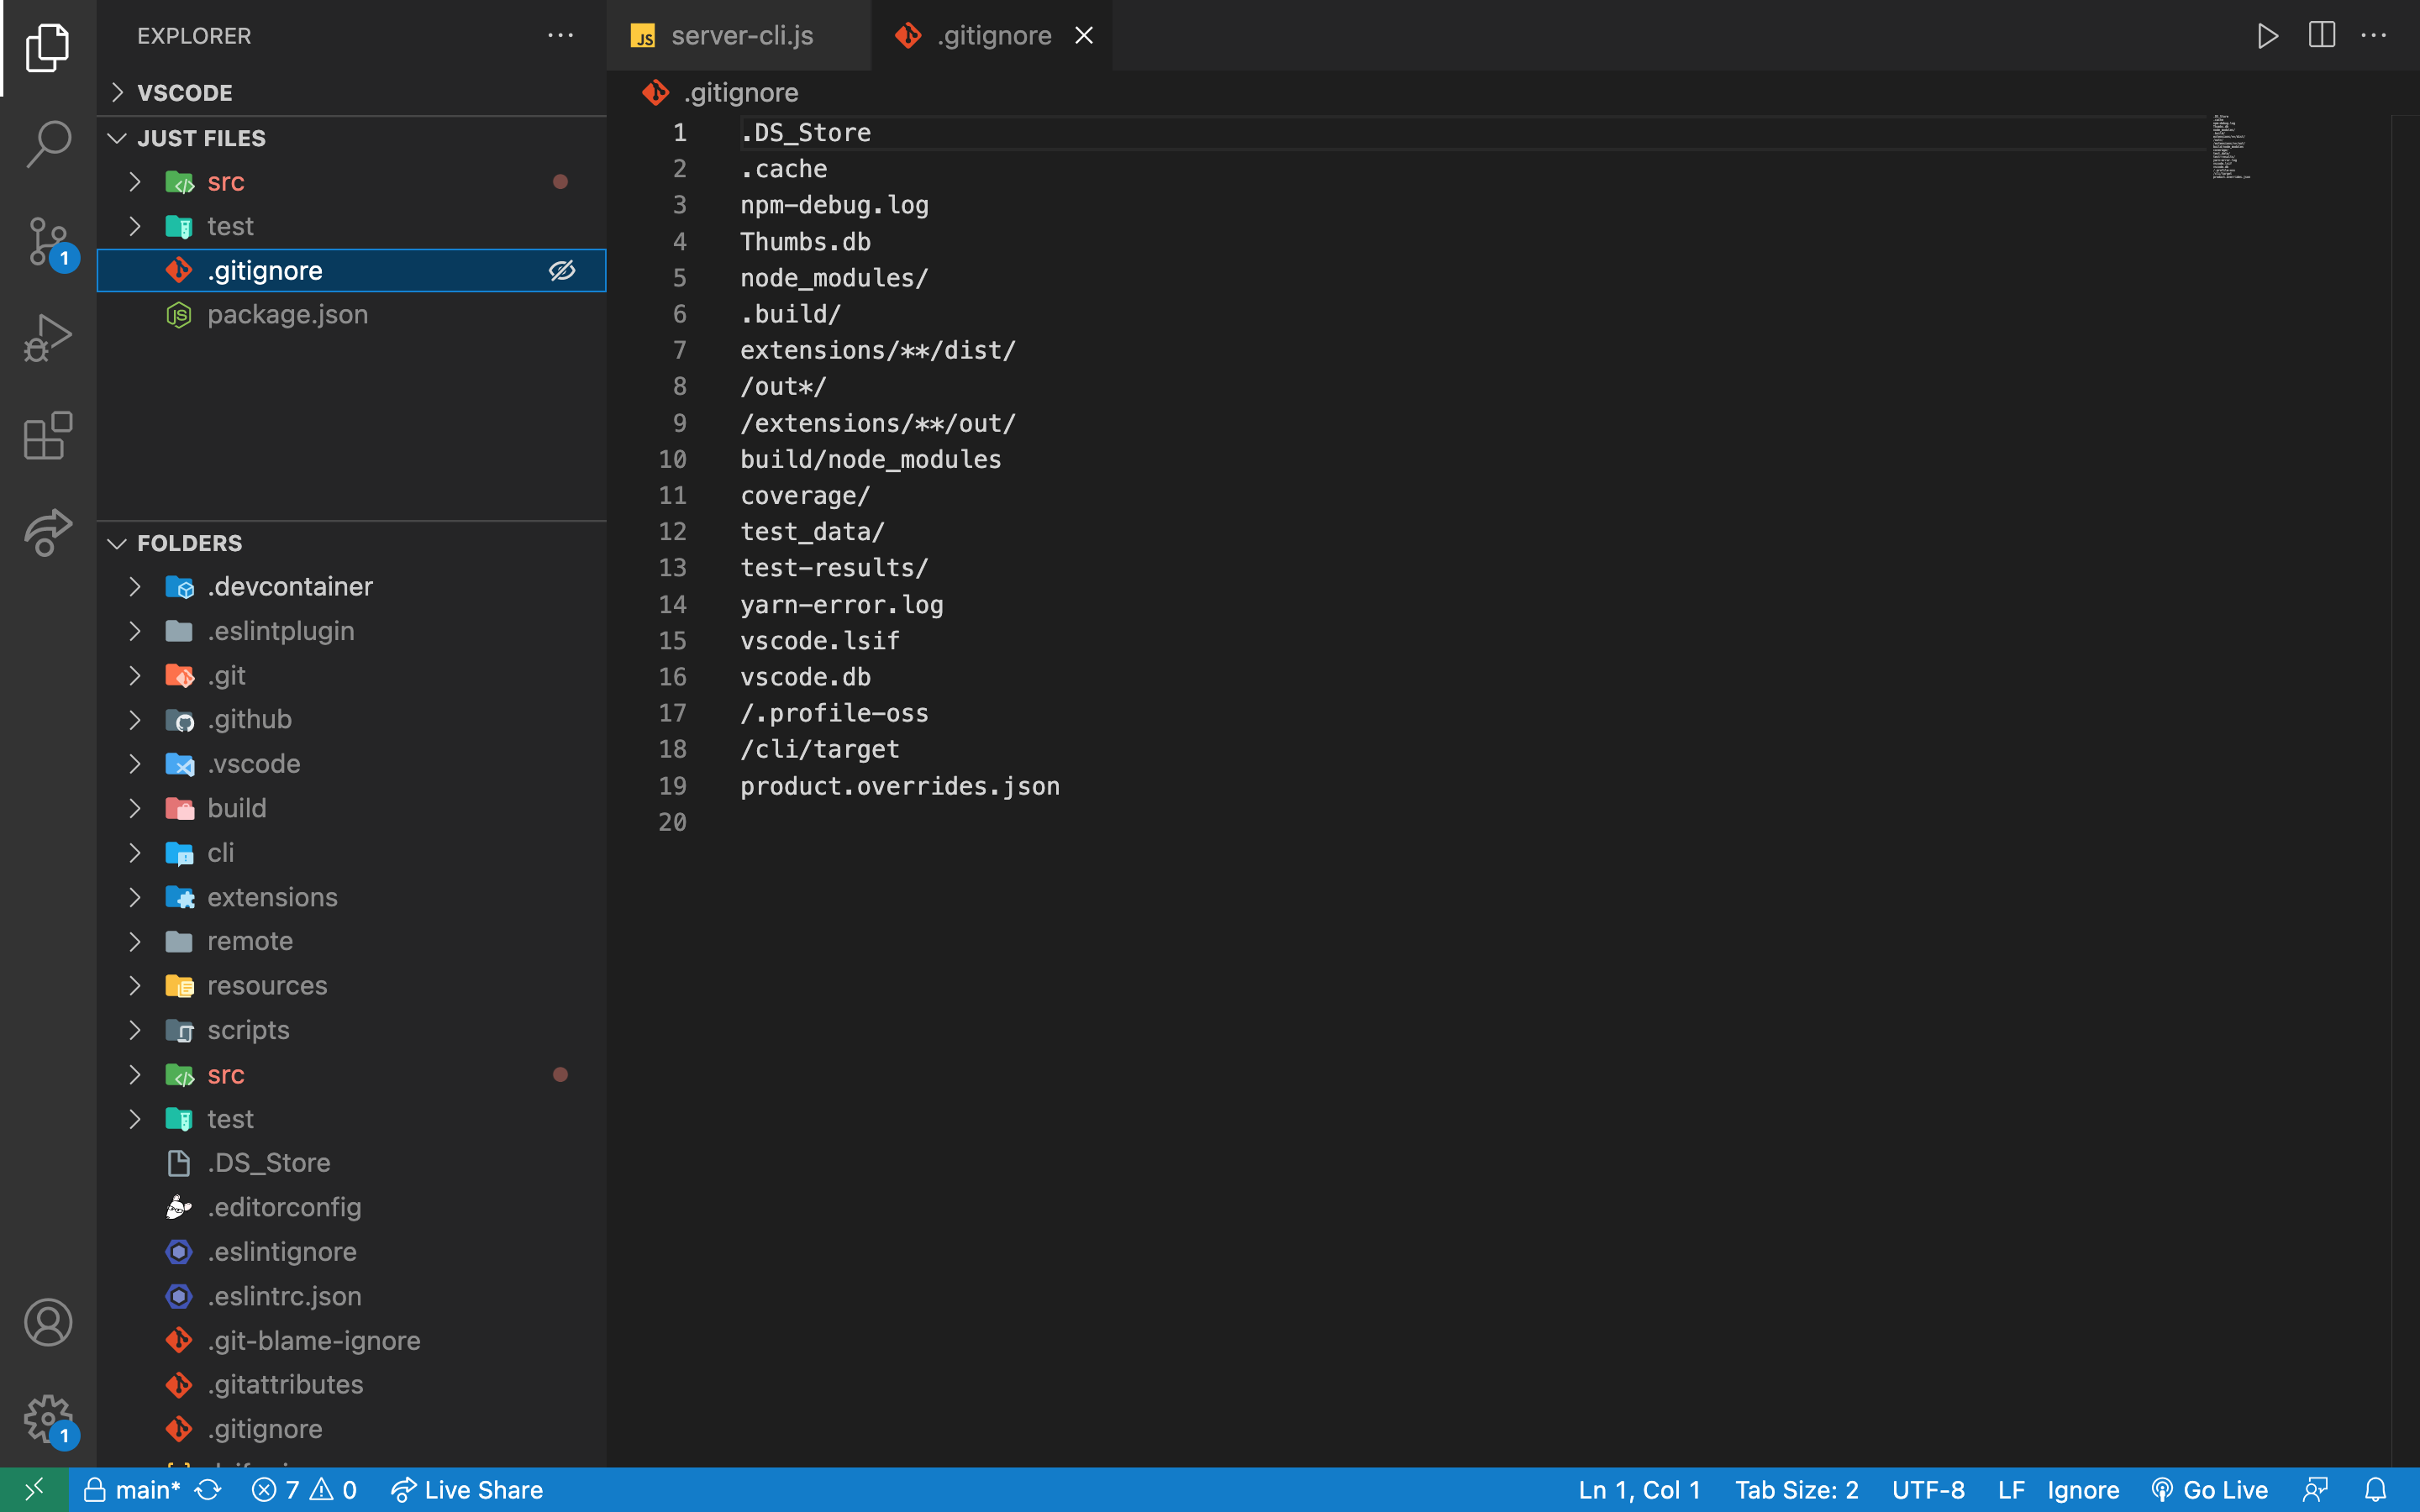 EXPLORER
VSCODE
JUST FILES
src
test
.gitignore
package.json
FOLDERS
.devcontainer
.eslintplugin
.git
.github
.vscode
build
cli
extensions
remote
resources
scripts
src
test
.DS_Store
.editorconfig
.eslintignore
.eslintrc.json
.git-blame-ignore
.gitattributes
.gitignore
1
1
JS server-cli.js
.gitignore
.gitignore
1 .DS_Store
2 .cache
3 npm-debug.log
4 Thumbs.db
5 node_modules/
6 .build/
7 extensions/**/dist/
8 /out*/
9 /extensions/**/out/
10 build/node_modules
11 coverage/
12 test_data/
13 test-results/
14 yarn-error.log
15 vscode.lsif
16 vscode.db
17 /.profile-oss
18 /cli/target
19 product.overrides.json
20
main* 7 0 Live Share Ln 1, Col 1 Tab Size: 2 UTF-8 LF Ignore Go Live